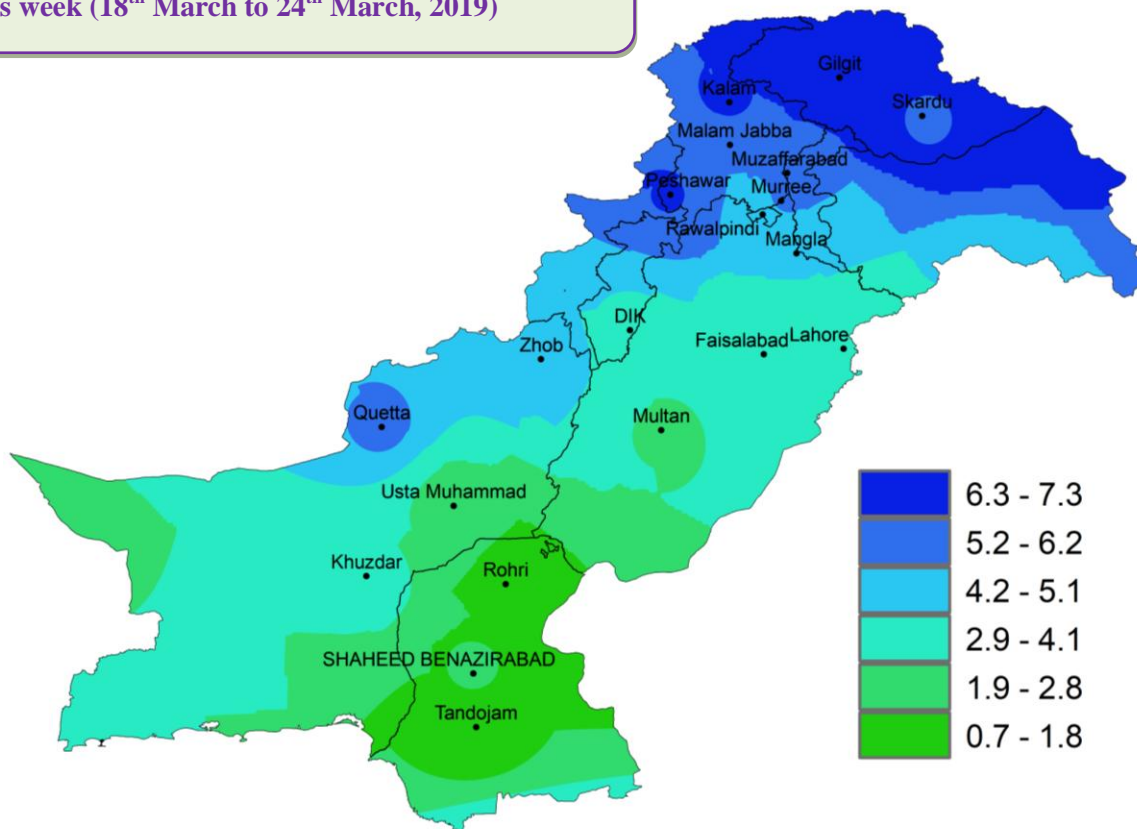 s week (18th March to 24th March, 2019)
Gilgit
Kalam
Skardu
Malam Jabba
Muzaffarabad
Peshawar
Murree
Rawalpindi
Mangla
DIK
Zhob
Faisalabad
Lahore
Quetta
Multan
Usta Muhammad
Khuzdar
Rohri
SHAHEED BENAZIRABAD
Tandojam
6.3 - 7.3
5.2 - 6.2
4.2 - 5.1
2.9 - 4.1
1.9 - 2.8
0.7 - 1.8